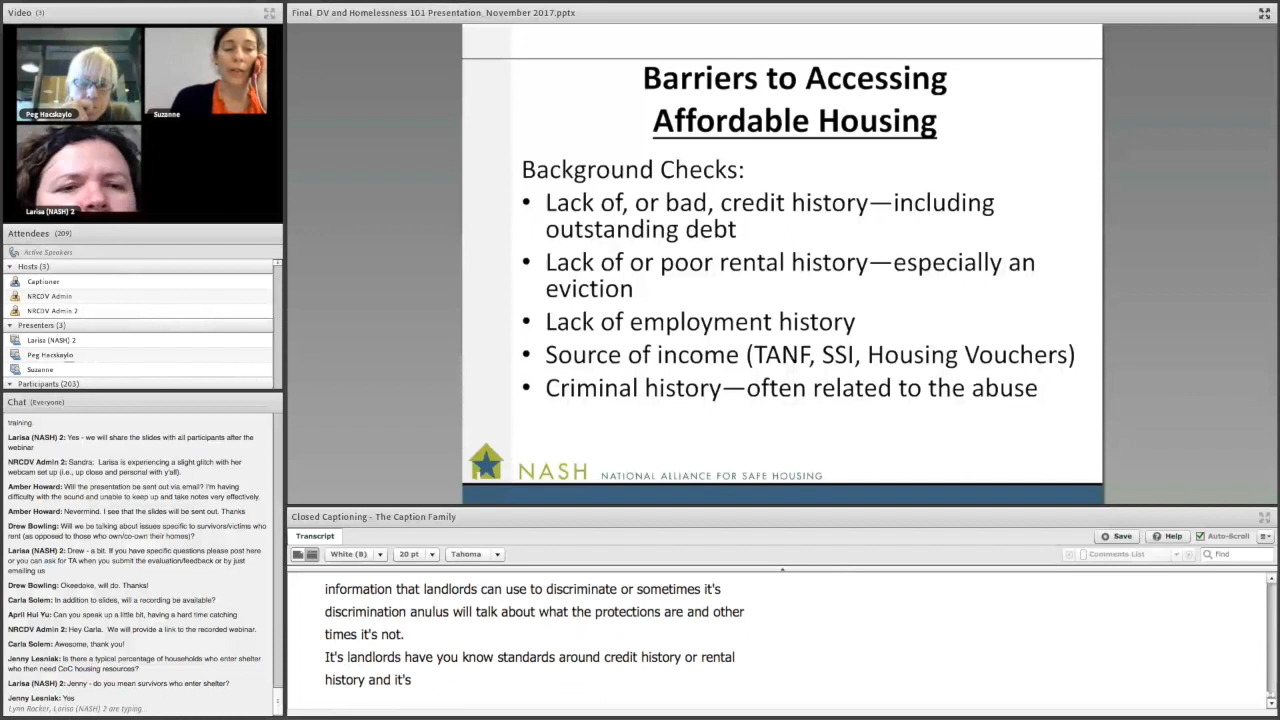 Video (3)
Peg Hacskaylo
Suzanne
Larisa (NASH) 2
Attendees (209)
Active Speakers
Hosts (3)
Captioner
NRCDV Admin
NRCDV Admin 2
Presenters (3)
Larisa (NASH) 2
Peg Hacskaylo
Suzanne
Participants (203)
Chat (Everyone)
training.
Larisa (NASH) 2: Yes - we will share the slides with all participants after the
webinar
NRCDV Admin 2: Sandra: Larisa is experiencing a slight glitch with her
webcam set up (i.e., up close and personal with y'all).
Amber Howard: Will the presentation be sent out via email? I'm having
difficulty with the sound and unable to keep up and take notes very effectively.
Amber Howard: Nevermind. I see that the slides will be sent out. Thanks
Drew Bowling: Will we be talking about issues specific to survivors/victims who
rent (as opposed to those who own/co-own their homes)?
Larisa (NASH) 2: Drew - a bit. If you have specific questions please post here
or you can ask for TA when you submit the evaluation/feedback or by just
emailing us
Drew Bowling: Okeedoke, will do. Thanks!
Carla Solem: In addition to slides, will a recording be available?
April Hui Yu: Can you speak up a little bit, having a hard time catching
NRCDV Admin 2: Hey Carla. We will provide a link to the recorded webinar.
Carla Solem: Awesome, thank you!
Jenny Lesniak: Is there a typical percentage of households who enter shelter
who then need CoC housing resources?
Larisa (NASH) 2: Jenny - do you mean survivors who enter shelter?
Jenny Lesniak: Yes
Lynn Rocker, Larisa (NASH) 2 are typing..
Final_DV and Homelessness 101 Presentation_November 2017.pptx
Barriers to Accessing
Affordable Housing
Background Checks:
• Lack of, or bad, credit history—including
outstanding debt
• Lack of or poor rental history—especially an
eviction
• Lack of employment history
• Source of income (TANF, SSI, Housing Vouchers)
• Criminal history—often related to the abuse
NASH NATIONAL ALLIANCE FOR SAFE HOUSING
Closed Captioning - The Caption Family
Transcript
Save
Help
Auto-Scroll
White (B)
20 pt
Tahoma
Comments List
Find
information that landlords can use to discriminate or sometimes it's
discrimination anulus will talk about what the protections are and other
times it's not.
It's landlords have you know standards around credit history or rental
history and it's